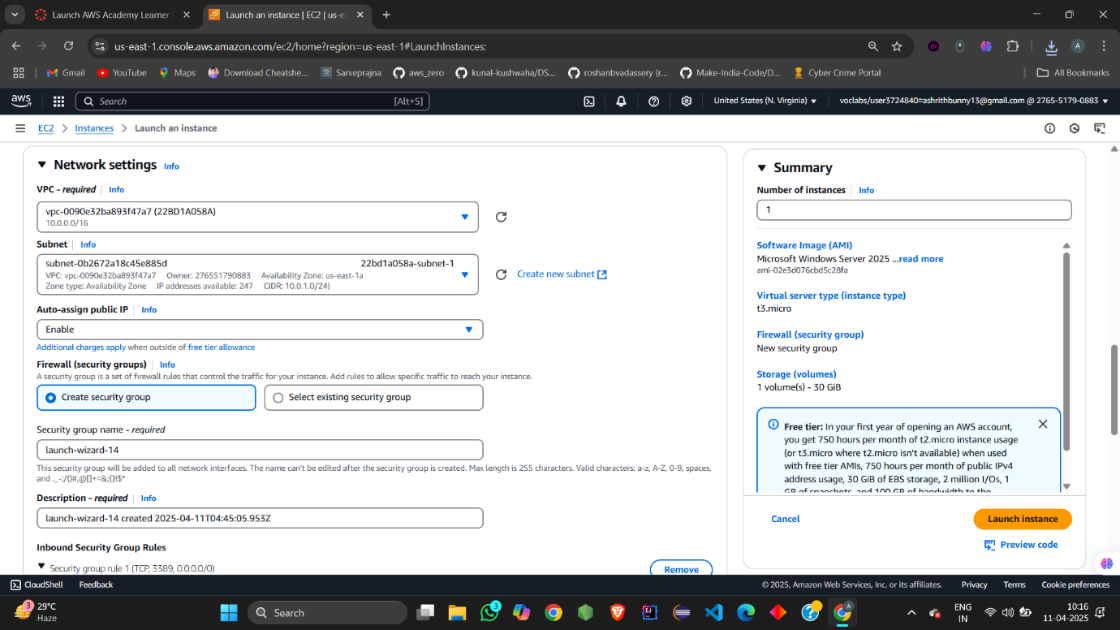 Launch AWS Academy Learner
Launch an instance | EC2 | us-e
us-east-1.console.aws.amazon.com/ec2/home?region=us-east-1#LaunchInstances:
A
Gmail
YouTube
Maps
Download Cheatshe...
Sarveprajna
aws_zero
kunal-kushwaha/DS...
roshanbvadassery (r...
Make-India-Code/D...
Cyber Crime Portal
All Bookmarks
aws
Search
[Alt+S]
United States (N. Virginia)
voclabs/user3724840=ashrithbunny13@gmail.com @ 2765-5179-0883
EC2
Instances
Launch an instance
Network settings Info
VPC - required Info
vpc-0090e32ba893f47a7 (22BD1A058A)
10.0.0.0/16
Subnet Info
subnet-0b2672a18c45e885d 22bd1a058a-subnet-1
VPC: vpc-0090e32ba893f47a7 Owner: 276551790883 Availability Zone: us-east-1a
Zone type: Availability Zone IP addresses available: 247 CIDR: 10.0.1.0/24)
Create new subnet
Auto-assign public IP Info
Enable
Additional charges apply when outside of free tier allowance
Firewall (security groups) Info
A security group is a set of firewall rules that control the traffic for your instance. Add rules to allow specific traffic to reach your instance.
Create security group
Select existing security group
Security group name - required
launch-wizard-14
This security group will be added to all network interfaces. The name can't be edited after the security group is created. Max length is 255 characters. Valid characters: a-z, A-Z, 0-9, spaces,
and ._-:/()#,@[]+=&;{}!$*
Description - required Info
launch-wizard-14 created 2025-04-11T04:45:05.953Z
Inbound Security Group Rules
Security group rule 1 (TCP, 3389, 0.0.0.0/0)
Remove
Summary
Number of instances Info
1
Software Image (AMI)
Microsoft Windows Server 2025 ...read more
ami-02e3d076cbd5c28fa
Virtual server type (instance type)
t3.micro
Firewall (security group)
New security group
Storage (volumes)
1 volume(s) - 30 GiB
Free tier: In your first year of opening an AWS account,
you get 750 hours per month of t2.micro instance usage
(or t3.micro where t2.micro isn't available) when used
with free tier AMIs, 750 hours per month of public IPv4
address usage, 30 GiB of EBS storage, 2 million I/Os, 1
GB of snapshots, and 100 GB of bandwidth to the
Cancel
Launch instance
Preview code
CloudShell
Feedback
© 2025, Amazon Web Services, Inc. or its affiliates.
Privacy
Terms
Cookie preferences
3
29°C
Haze
Search
3
A
ENG
IN
10:16
11-04-2025